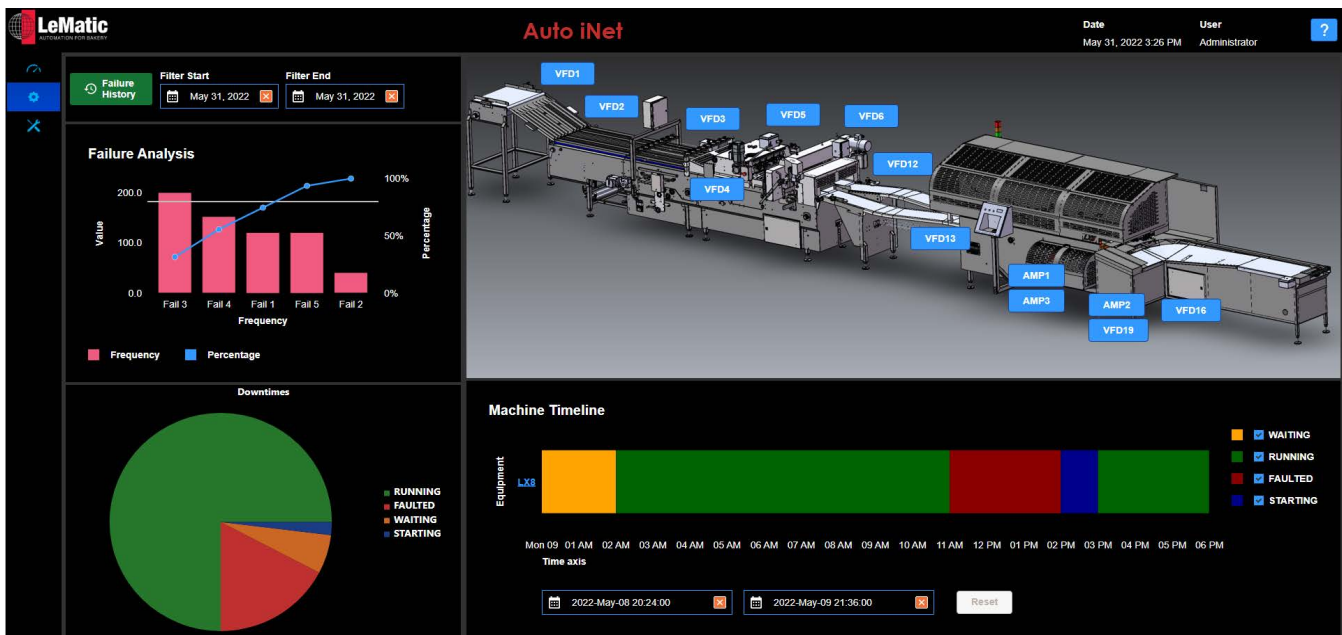 LeMatic
AUTOMATION FOR BAKERY
Auto iNet
Date
May 31, 2022 3:26 PM
User
Administrator
?
Failure
History
Filter Start
May 31, 2022
Filter End
May 31, 2022
Failure Analysis
200.0
100.0
0.0
Value
100%
50%
0%
Percentage
Fail 3 Fail 4 Fail 1 Fail 5 Fail 2
Frequency
Frequency Percentage
VFD1
VFD2
VFD3
VFD5
VFD6
VFD12
VFD4
VFD13
AMP1
AMP3
AMP2
VFD19
VFD16
Downtimes
RUNNING
FAULTED
WAITING
STARTING
Machine Timeline
Equipment
LX8
WAITING
RUNNING
FAULTED
STARTING
Mon 09 01 AM 02 AM 03 AM 04 AM 05 AM 06 AM 07 AM 08 AM 09 AM 10 AM 11 AM 12 PM 01 PM 02 PM 03 PM 04 PM 05 PM 06 PM
Time axis
2022-May-08 20:24:00
2022-May-09 21:36:00
Reset